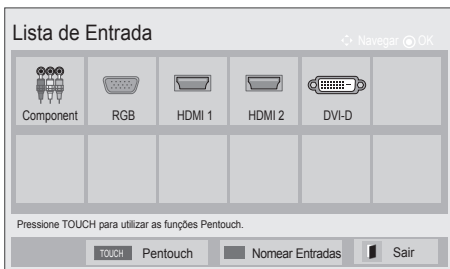 Lista de Entrada
Navegar OK
Component RGB HDMI 1 HDMI 2 DVI-D
Pressione TOUCH para utilizar as funções Pentouch.
TOUCH Pentouch Nomear Entradas Sair